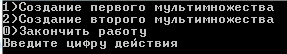 1)Создание первого мультимножества
2)Создание второго мультимножества
0)Закончить работу
Введите цифру действия